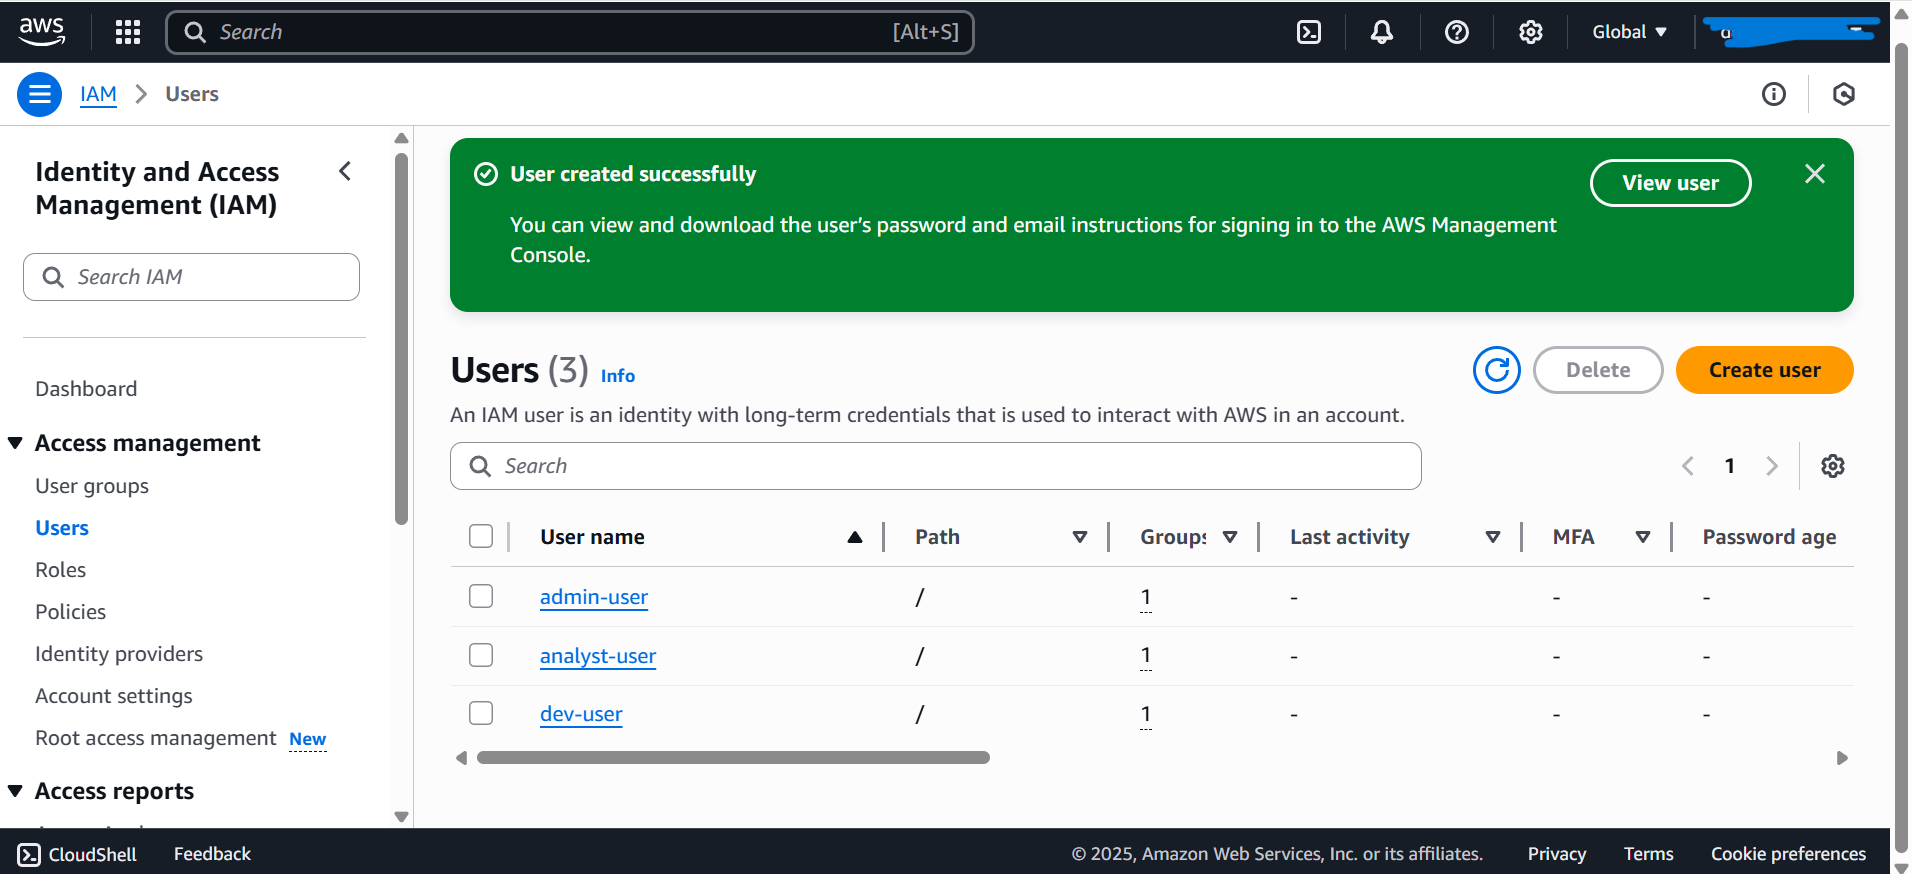 aws
Search [Alt+S]
Global
IAM > Users
Identity and Access
Management (IAM)
Search IAM
Dashboard
Access management
User groups
Users
Roles
Policies
Identity providers
Account settings
Root access management New
Access reports
User created successfully
View user
You can view and download the user’s password and email instructions for signing in to the AWS Management
Console.
Users (3) Info
Delete
Create user
An IAM user is an identity with long-term credentials that is used to interact with AWS in an account.
Search
1
User name Path Groups Last activity MFA Password age
admin-user / 1 - - -
analyst-user / 1 - - -
dev-user / 1 - - -
CloudShell Feedback © 2025, Amazon Web Services, Inc. or its affiliates. Privacy Terms Cookie preferences